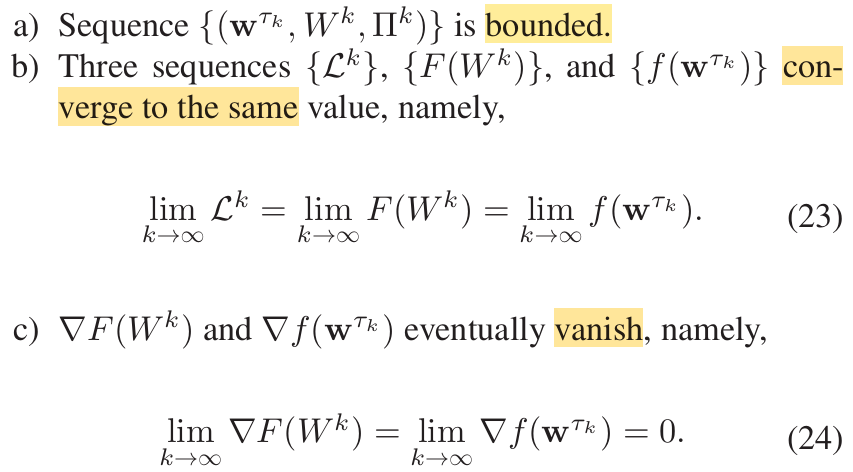 a) Sequence {(𝐰^{τ_k}, W^k, Π^k)} is bounded.
b) Three sequences {ℒ^k}, {F(W^k)}, and {f(𝐰^{τ_k})} con-
verge to the same value, namely,
lim_{k→∞} ℒ^k = lim_{k→∞} F(W^k) = lim_{k→∞} f(𝐰^{τ_k}). (23)
c) ∇F(W^k) and ∇f(𝐰^{τ_k}) eventually vanish, namely,
lim_{k→∞} ∇F(W^k) = lim_{k→∞} ∇f(𝐰^{τ_k}) = 0. (24)